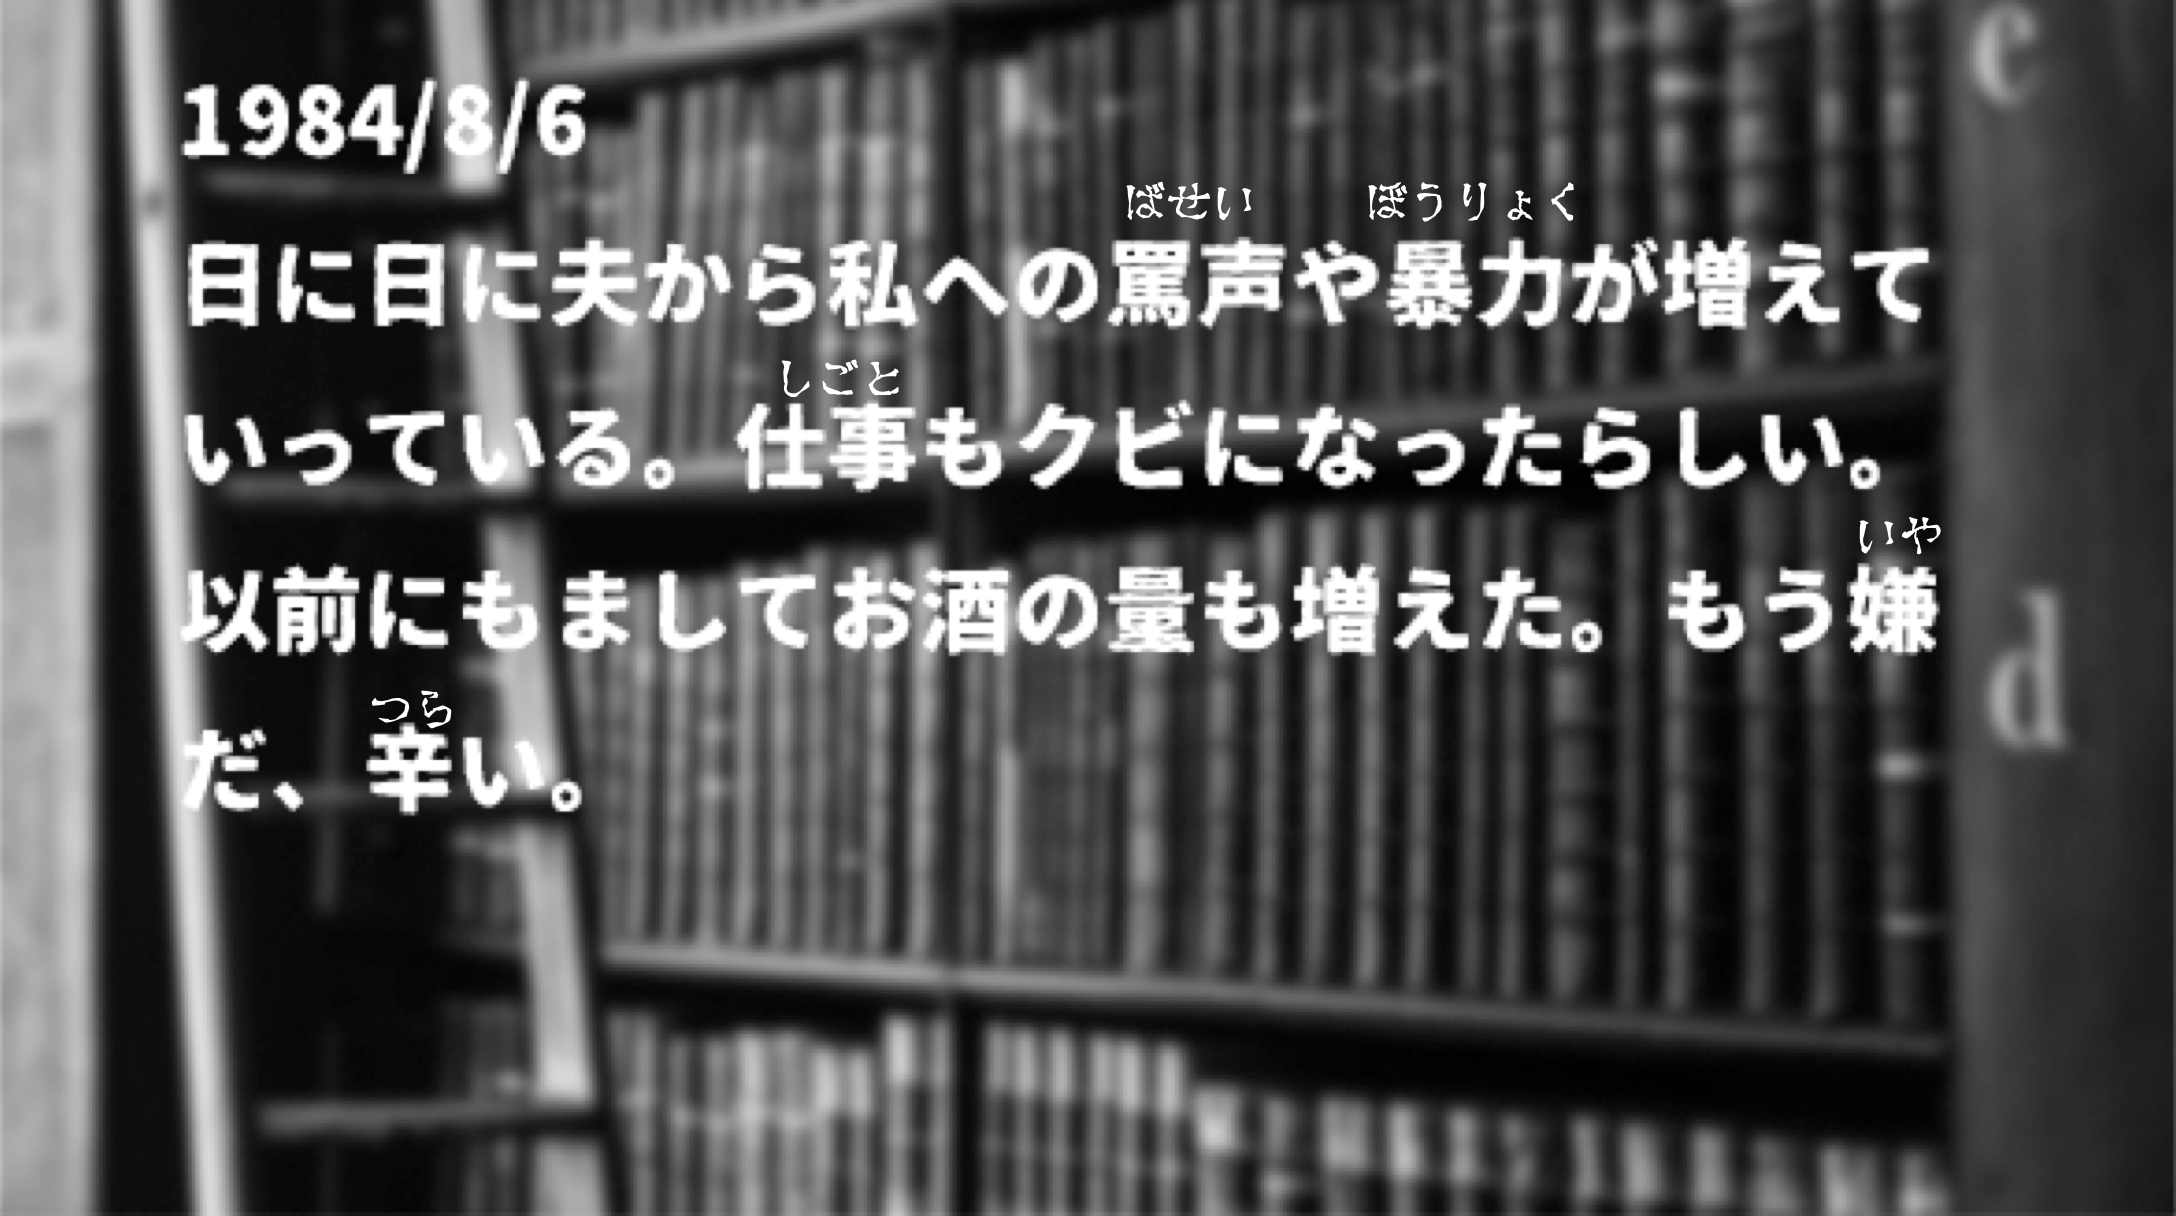 1984/8/6
ばせい ぼうりょく
日に日に夫から私への罵声や暴力が増えて
しごと
いっている。仕事もクビになったらしい。
いや
以前にもましてお酒の量も増えた。もう嫌
つら
だ、辛い。
e
d